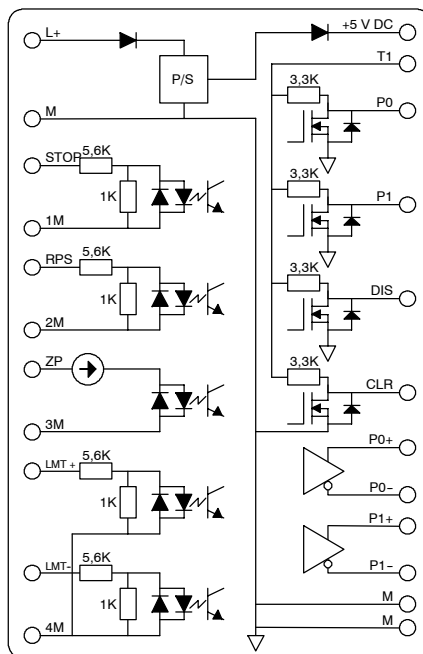 L+
P/S
M
STOP
5,6K
1K
1M
RPS
5,6K
1K
2M
ZP
3M
LMT +
5,6K
1K
LMT-
5,6K
1K
4M
+5 V DC
T1
3,3K
P0
3,3K
P1
3,3K
DIS
3,3K
CLR
P0+
P0−
P1+
P1−
M
M